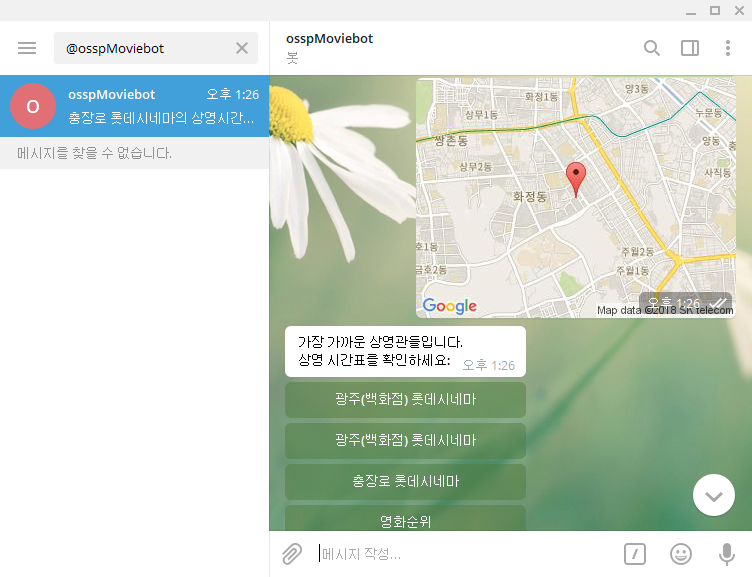 @osspMoviebot
osspMoviebot
봇
O
osspMoviebot
오후 1:26
충장로 롯데시네마의 상영시간...
메시지를 찾을 수 없습니다.
화정1동
양3동
누문동
상무1동
쌍촌동
양동
상무2동
사직동
화정동
호1동
주월2동
금호2동
주월1동
Google
오후 1:26
Map data ©2018 SK telecom
가장 가까운 상영관들입니다.
상영 시간표를 확인하세요:
오후 1:26
광주(백화점) 롯데시네마
광주(백화점) 롯데시네마
충장로 롯데시네마
영화순위
메시지 작성...